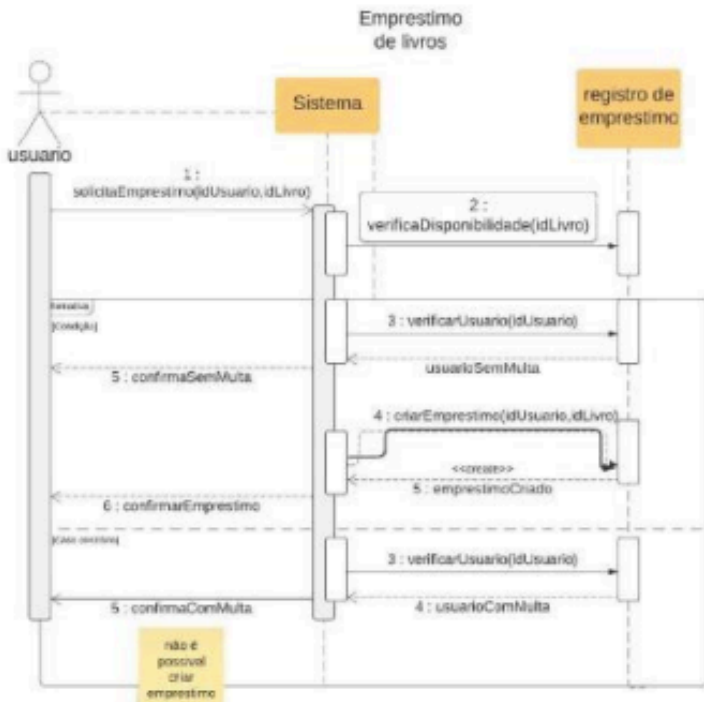 Emprestimo
de livros
Sistema
registro de
emprestimo
usuario
1 :
solicitaEmprestimo(idUsuario,idLivro)
2 :
verificaDisponibilidade(idLivro)
[Condição]
3 : verificarUsuario(idUsuario)
usuarioSemMulta
5 : confirmaSemMulta
4 : criarEmprestimo(idUsuario,idLivro)
<<create>>
5 : emprestimoCriado
6 : confirmarEmprestimo
3 : verificarUsuario(idUsuario)
4 : usuarioComMulta
5 : confirmaComMulta
não é
possivel
criar
emprestimo